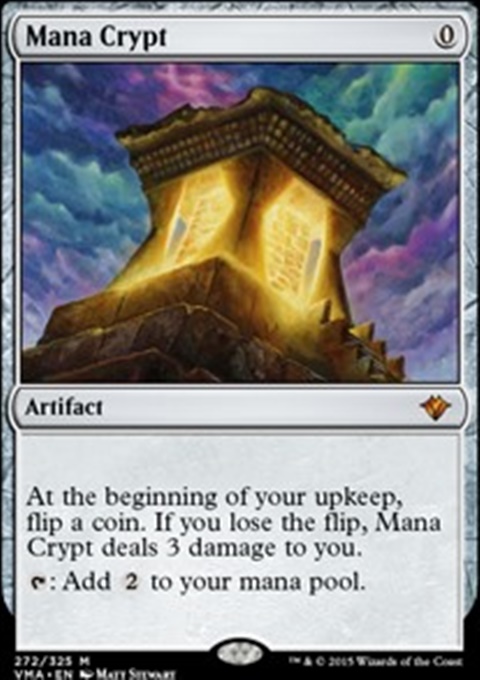 Mana Crypt 0
Artifact
At the beginning of your upkeep,
flip a coin. If you lose the flip, Mana
Crypt deals 3 damage to you.
: Add 2 to your mana pool.
272/325 M
VMA • EN Matt Stewart
™ & © 2015 Wizards of the Coast